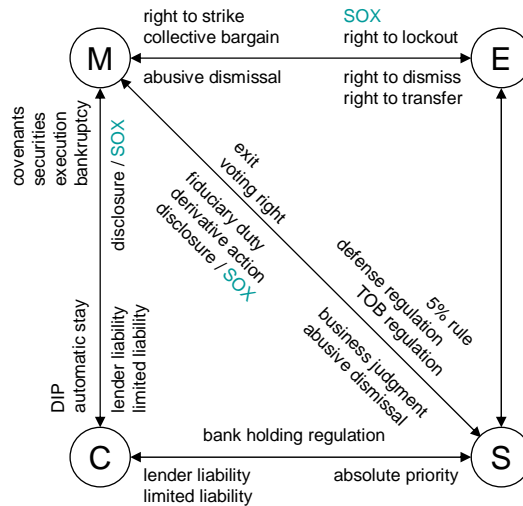 right to strike
collective bargain
SOX
right to lockout
M
E
abusive dismissal
right to dismiss
right to transfer
covenants
securities
execution
bankruptcy
disclosure / SOX
exit
voting right
fiduciary duty
derivative action
disclosure / SOX
defense regulation
TOB regulation
5% rule
business judgment
abusive dismissal
DIP
automatic stay
lender liability
limited liability
C
bank holding regulation
S
lender liability
limited liability
absolute priority